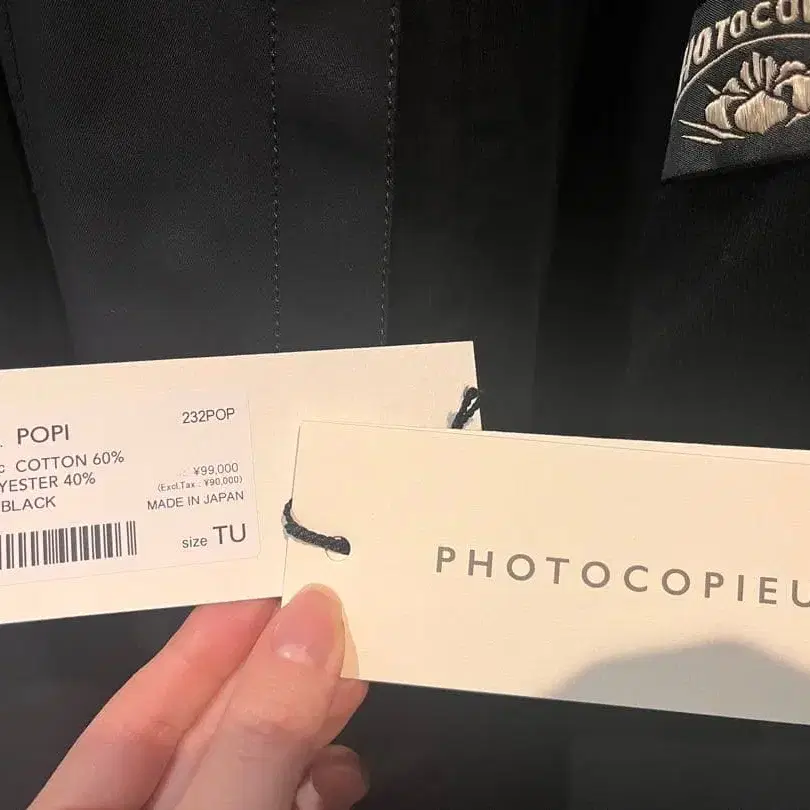 PHOTOCOP
POPI
232POP
COTTON 60%
YESTER 40%
BLACK
¥99,000
(Excl.Tax : ¥90,000)
MADE IN JAPAN
size TU
PHOTOCOPIEU